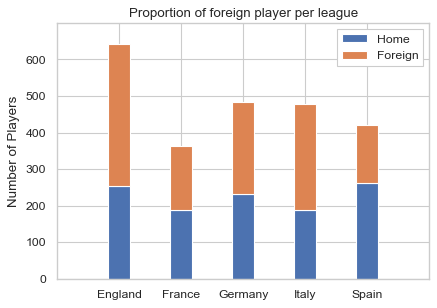 Proportion of foreign player per league
Home
Foreign
Number of Players
600
500
400
300
200
100
0
England France Germany Italy Spain